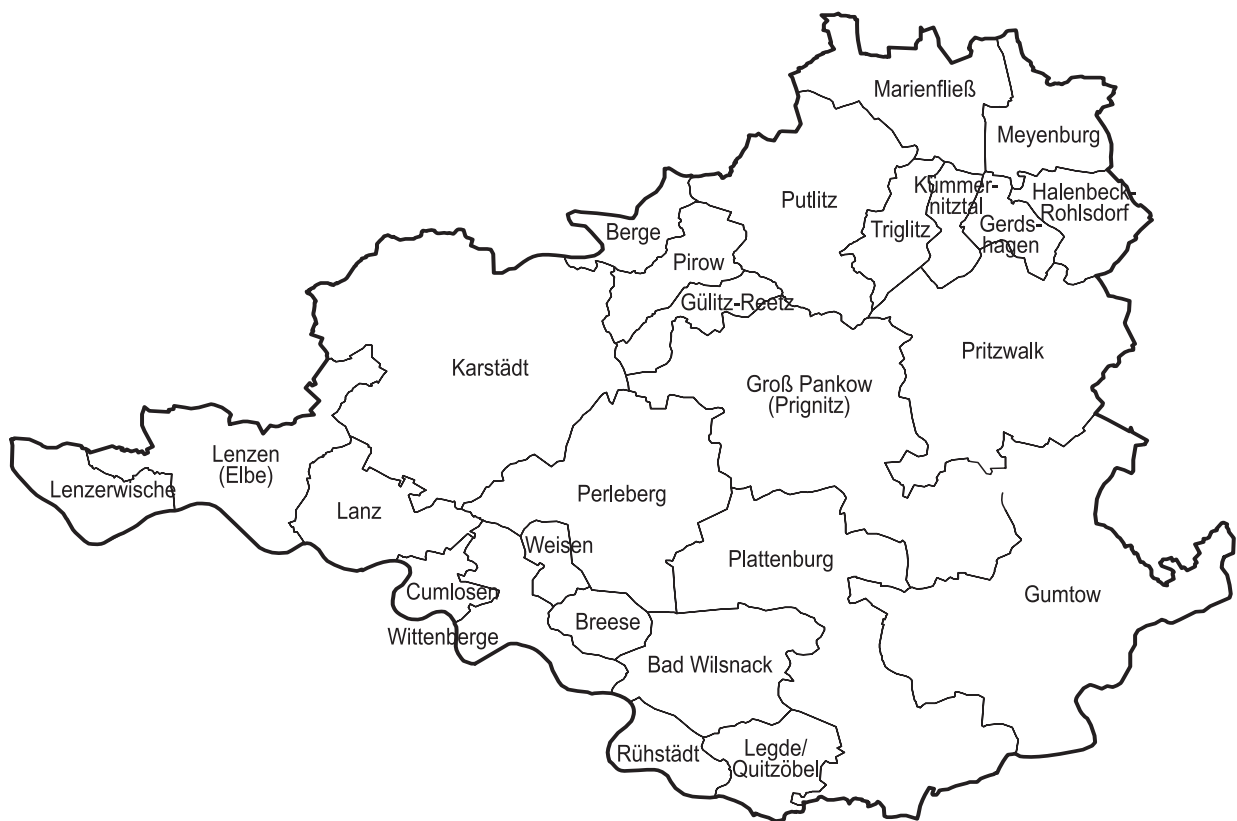 Marienfließ
Meyenburg
Kümmer-
nitztal
Halenbeck-
Rohlsdorf
Putlitz
Triglitz
Gerds-
hagen
Berge
Pirow
Gülitz-Reetz
Pritzwalk
Karstädt
Groß Pankow
(Prignitz)
Lenzen
(Elbe)
Lenzerwische
Lanz
Perleberg
Weisen
Plattenburg
Cumlosen
Gumtow
Breese
Wittenberge
Bad Wilsnack
Rühstädt
Legde/
Quitzöbel